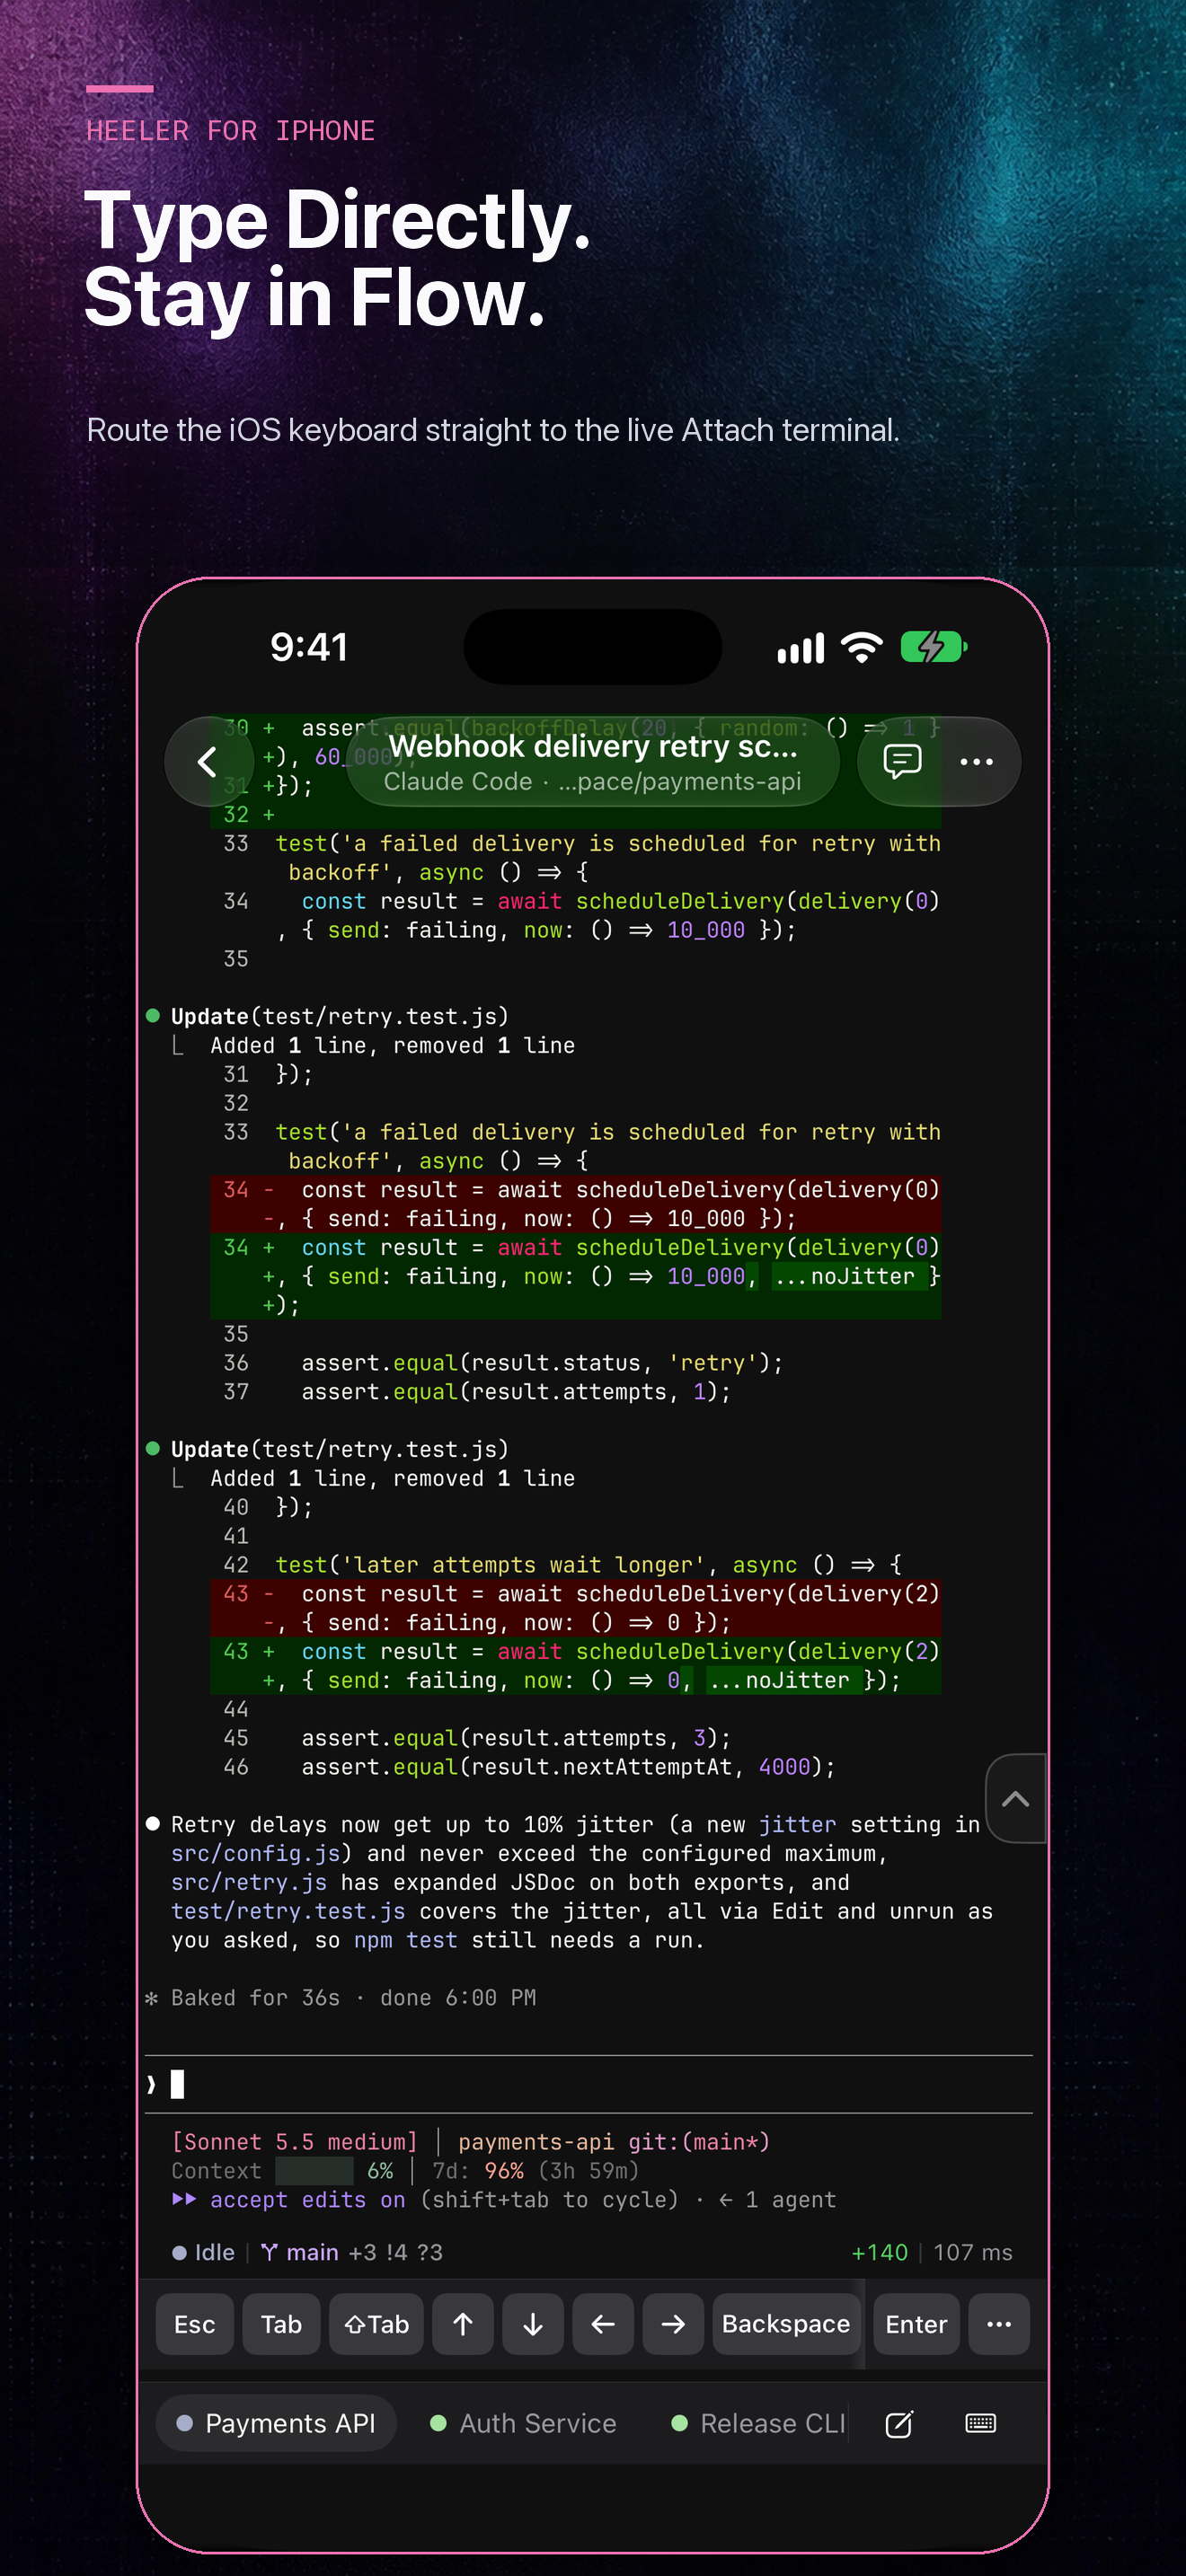 HEELER FOR IPHONE
Type Directly.
Stay in Flow.
Route the iOS keyboard straight to the live Attach terminal.
9:41
30 +  assert.equal(backoffDelay(20, { random: () => 1 }
+), 60_000);
31 +});
32 +
Webhook delivery retry sc...
Claude Code · ...pace/payments-api
33  test('a failed delivery is scheduled for retry with
backoff', async () => {
34    const result = await scheduleDelivery(delivery(0)
, { send: failing, now: () => 10_000 });
35
Update(test/retry.test.js)
Added 1 line, removed 1 line
31  });
32
33  test('a failed delivery is scheduled for retry with
backoff', async () => {
34 -  const result = await scheduleDelivery(delivery(0)
-, { send: failing, now: () => 10_000 });
34 +  const result = await scheduleDelivery(delivery(0)
+, { send: failing, now: () => 10_000, ...noJitter }
+);
35
36    assert.equal(result.status, 'retry');
37    assert.equal(result.attempts, 1);
Update(test/retry.test.js)
Added 1 line, removed 1 line
40  });
41
42  test('later attempts wait longer', async () => {
43 -  const result = await scheduleDelivery(delivery(2)
-, { send: failing, now: () => 0 });
43 +  const result = await scheduleDelivery(delivery(2)
+, { send: failing, now: () => 0, ...noJitter });
44
45    assert.equal(result.attempts, 3);
46    assert.equal(result.nextAttemptAt, 4000);
Retry delays now get up to 10% jitter (a new jitter setting in
src/config.js) and never exceed the configured maximum,
src/retry.js has expanded JSDoc on both exports, and
test/retry.test.js covers the jitter, all via Edit and unrun as
you asked, so npm test still needs a run.
✻ Baked for 36s · done 6:00 PM
❯
[Sonnet 5.5 medium] │ payments-api git:(main*)
Context 6% │ 7d: 96% (3h 59m)
⏵⏵ accept edits on (shift+tab to cycle) · ← 1 agent
Idle | main +3 !4 ?3 +140 | 107 ms
Esc Tab ⇧Tab ↑ ↓ ← → Backspace Enter ···
Payments API Auth Service Release CLI